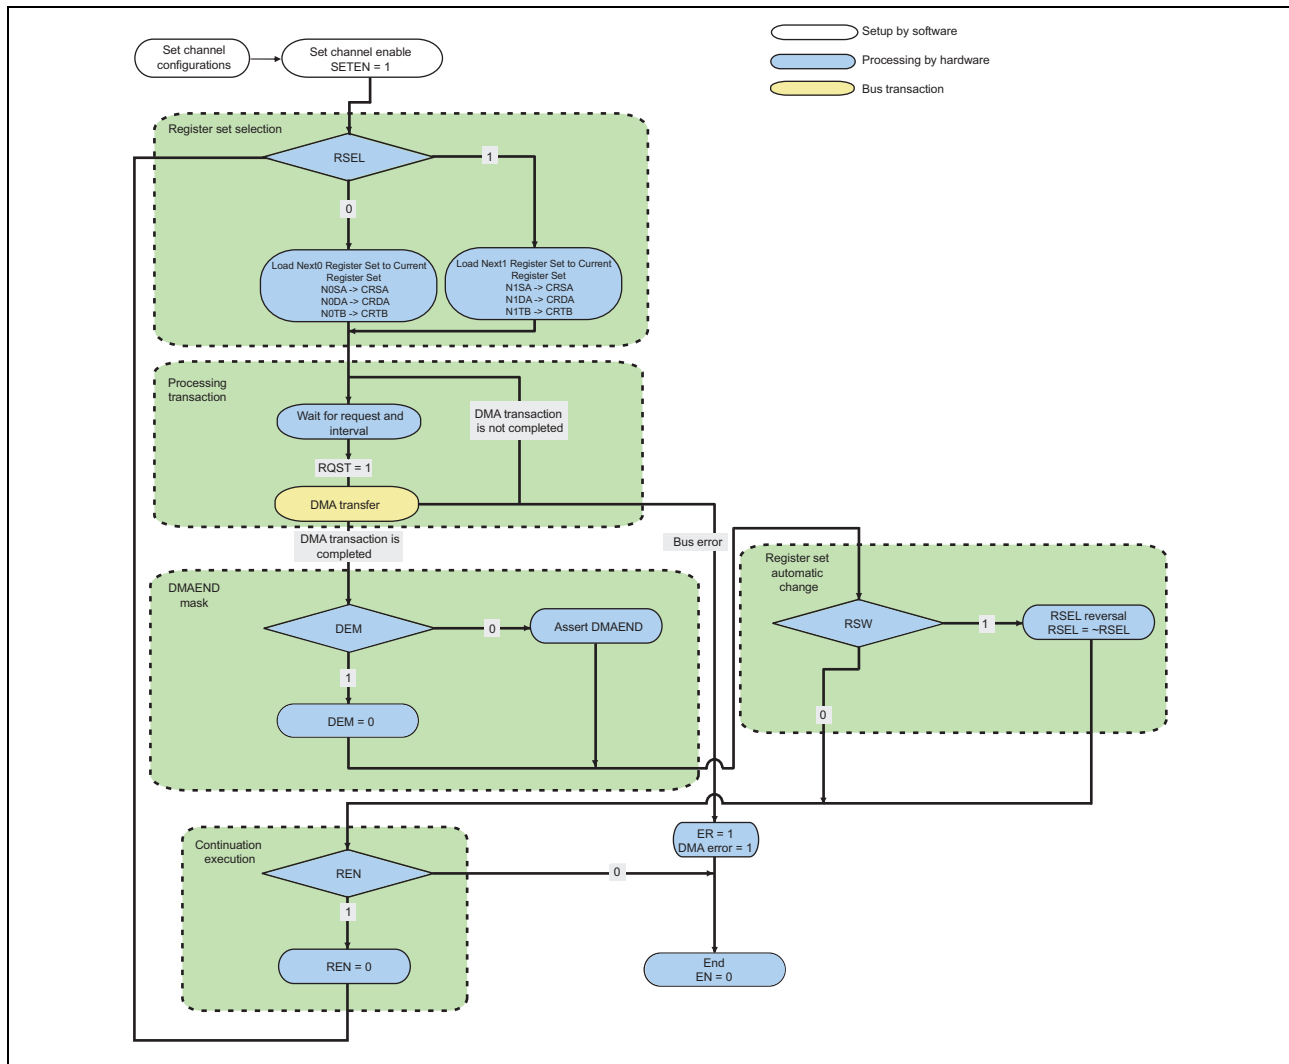 Set channel
configurations
Set channel enable
SETEN = 1
Setup by software
Processing by hardware
Bus transaction
Register set selection
RSEL
1
0
Load Next0 Register Set to Current
Register Set
N0SA -> CRSA
N0DA -> CRDA
N0TB -> CRTB
Load Next1 Register Set to Current
Register Set
N1SA -> CRSA
N1DA -> CRDA
N1TB -> CRTB
Processing
transaction
Wait for request and
interval
DMA transaction
is not completed
RQST = 1
DMA transfer
DMA transaction is
completed
Bus error
Register set
automatic
change
RSW
1
RSEL reversal
RSEL = ~RSEL
0
DMAEND
mask
DEM
0
Assert DMAEND
1
DEM = 0
ER = 1
DMA error = 1
Continuation
execution
REN
0
1
REN = 0
End
EN = 0